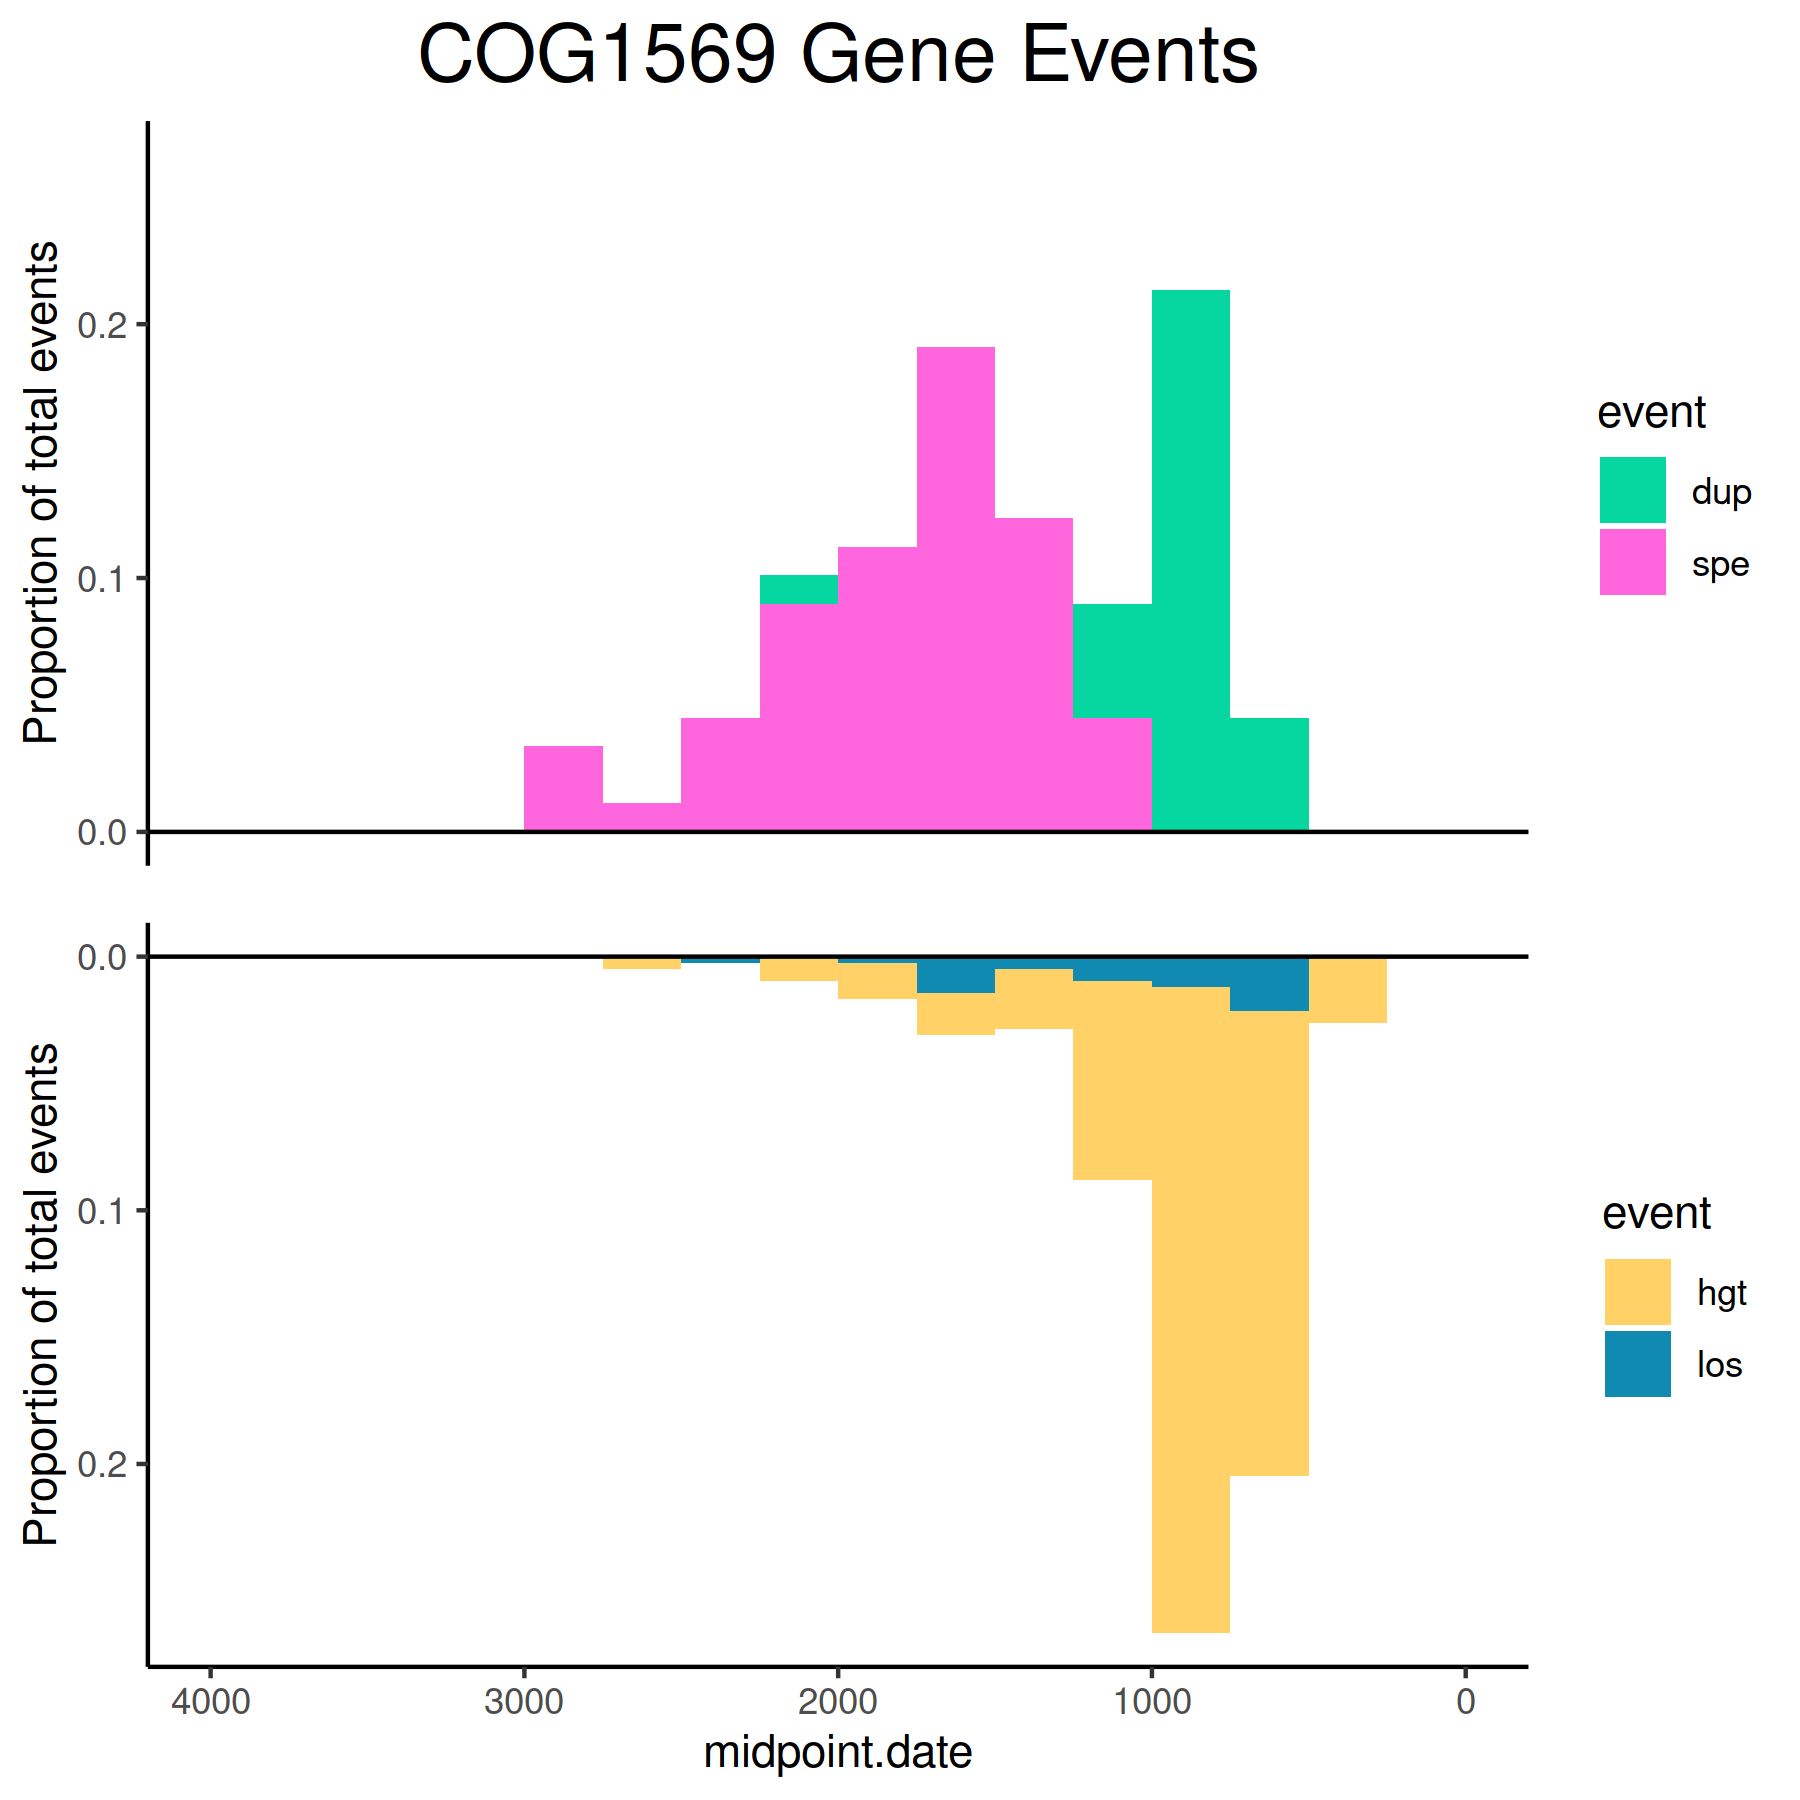 COG1569 Gene Events
Proportion of total events
0.2
0.1
0.0
event
dup
spe
Proportion of total events
0.0
0.1
0.2
event
hgt
los
4000 3000 2000 1000 0
midpoint.date